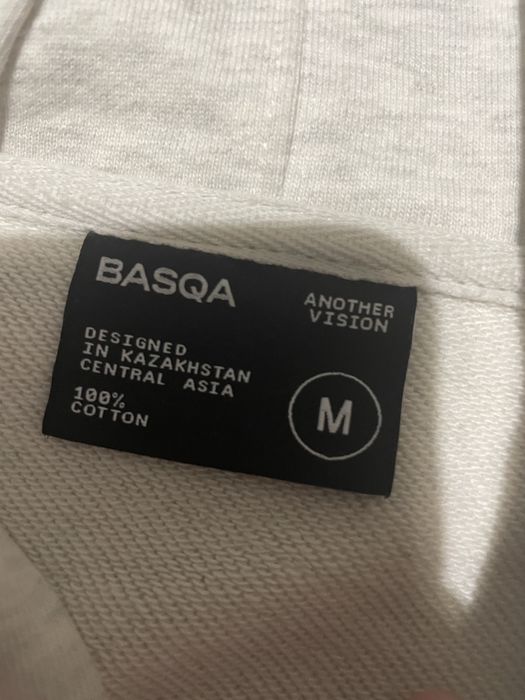 BASQA
ANOTHER
VISION
DESIGNED
IN KAZAKHSTAN
CENTRAL ASIA
100%
COTTON
M